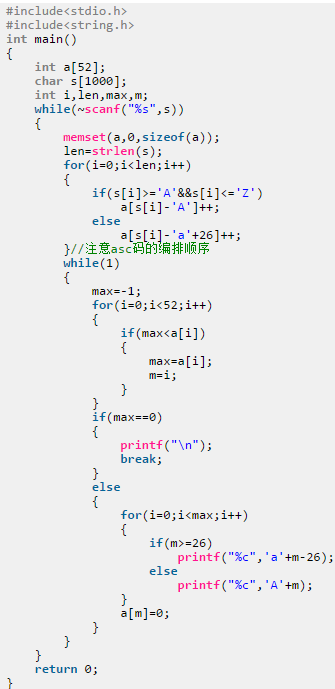 #include<stdio.h>
#include<string.h>
int main()
{
    int a[52];
    char s[1000];
    int i,len,max,m;
    while(~scanf("%s",s))
    {
        memset(a,0,sizeof(a));
        len=strlen(s);
        for(i=0;i<len;i++)
        {
            if(s[i]>='A'&&s[i]<='Z')
                a[s[i]-'A']++;
            else
                a[s[i]-'a'+26]++;
        }//注意asc码的编排顺序
        while(1)
        {
            max=-1;
            for(i=0;i<52;i++)
            {
                if(max<a[i])
                {
                    max=a[i];
                    m=i;
                }
            }
            if(max==0)
            {
                printf("\n");
                break;
            }
            else
            {
                for(i=0;i<max;i++)
                {
                    if(m>=26)
                        printf("%c",'a'+m-26);
                    else
                        printf("%c",'A'+m);
                }
                a[m]=0;
            }
        }
    }
    return 0;
}